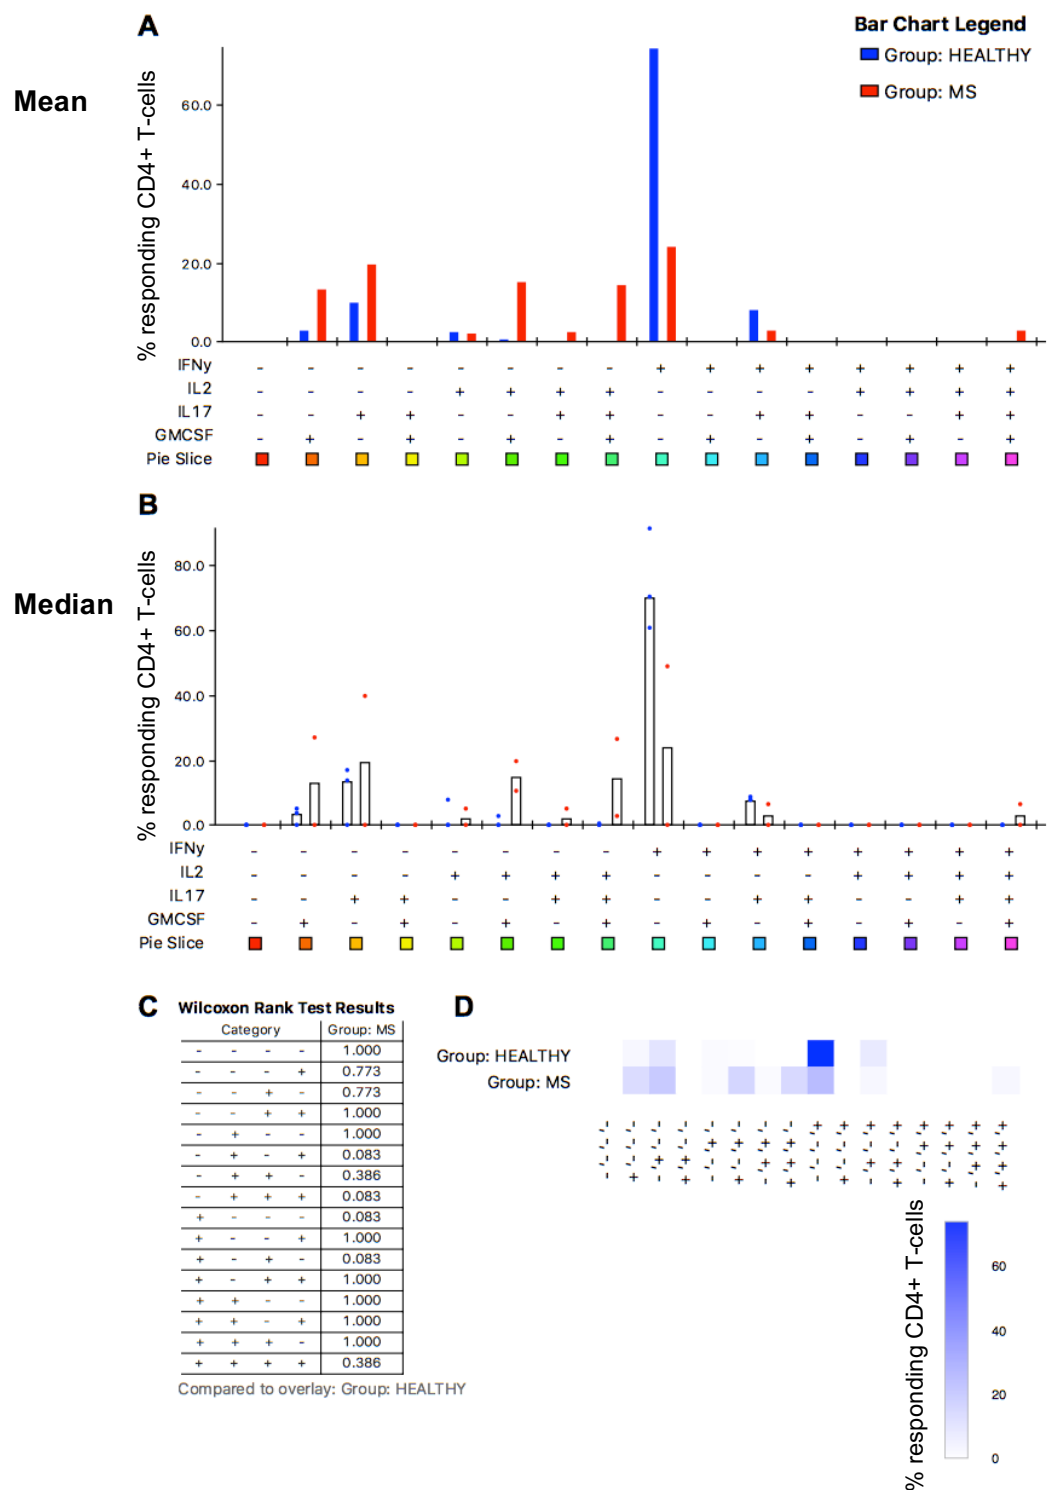 A
Mean
Bar Chart Legend
Group: HEALTHY
Group: MS
% responding CD4+ T-cells
60.0
40.0
20.0
0.0
IFNy - - - - - - - - + + + + + + + +
IL2 - - - - + + + + - - - - + + + +
IL17 - - + + - - + + - - + + - - + +
GMCSF - + - + - + - + - + - + - + - +
Pie Slice
B
Median
% responding CD4+ T-cells
80.0
60.0
40.0
20.0
0.0
IFNy - - - - - - - - + + + + + + + +
IL2 - - - - + + + + - - - - + + + +
IL17 - - + + - - + + - - + + - - + +
GMCSF - + - + - + - + - + - + - + - +
Pie Slice
C
Wilcoxon Rank Test Results
Category Group: MS
- - - - 1.000
- - - + 0.773
- - + - 0.773
- - + + 1.000
- + - - 1.000
- + - + 0.083
- + + - 0.386
- + + + 0.083
+ - - - 0.083
+ - - + 1.000
+ - + - 0.083
+ - + + 1.000
+ + - - 1.000
+ + - + 1.000
+ + + - 1.000
+ + + + 0.386
Compared to overlay: Group: HEALTHY
D
Group: HEALTHY
Group: MS
-,-,-,-
-,-,-,+
-,-,+,-
-,-,+,+
-,+,-,-
-,+,-,+
-,+,+,-
-,+,+,+
+,-,-,-
+,-,-,+
+,-,+,-
+,-,+,+
+,+,-,-
+,+,-,+
+,+,+,-
+,+,+,+
% responding CD4+ T-cells
60
40
20
0